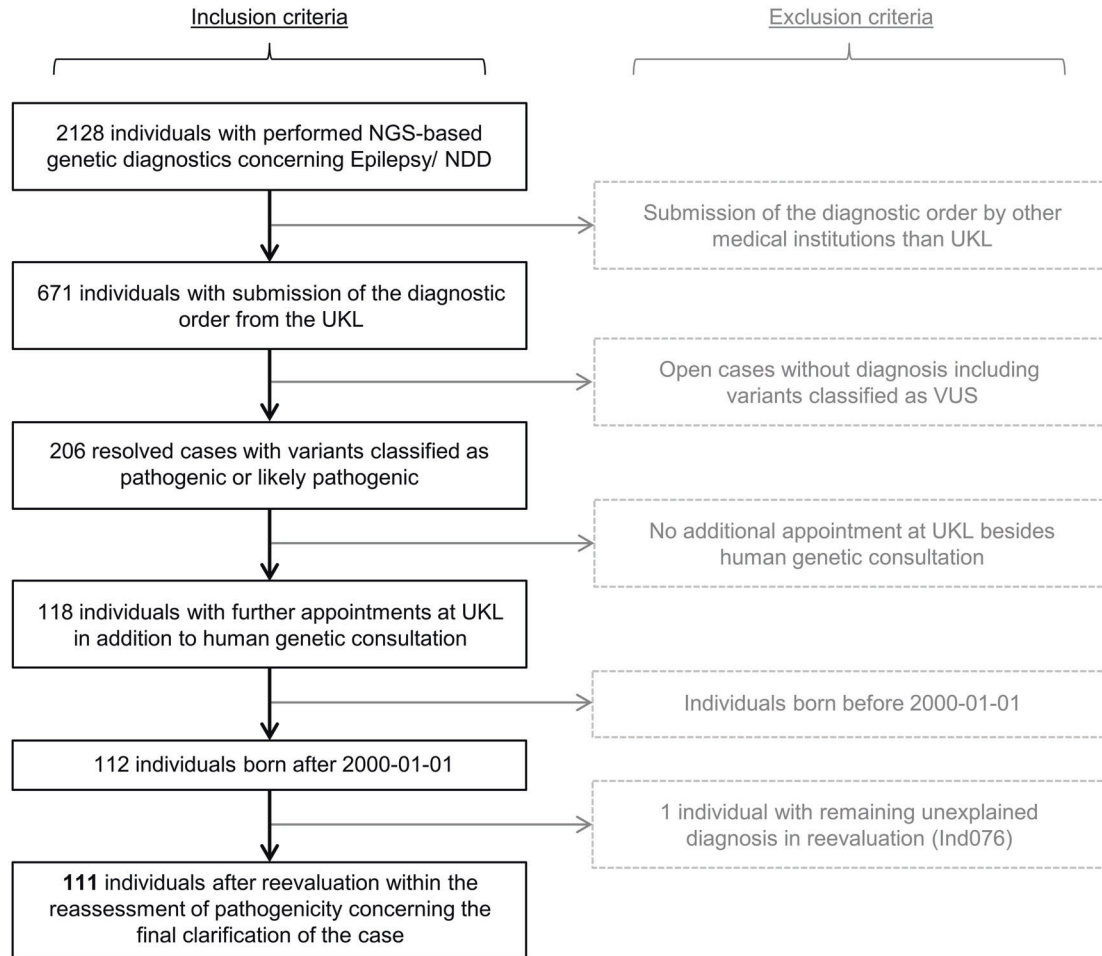 Inclusion criteria
Exclusion criteria
2128 individuals with performed NGS-based
genetic diagnostics concerning Epilepsy/ NDD
Submission of the diagnostic order by other
medical institutions than UKL
671 individuals with submission of the diagnostic
order from the UKL
Open cases without diagnosis including
variants classified as VUS
206 resolved cases with variants classified as
pathogenic or likely pathogenic
No additional appointment at UKL besides
human genetic consultation
118 individuals with further appointments at UKL
in addition to human genetic consultation
Individuals born before 2000-01-01
112 individuals born after 2000-01-01
1 individual with remaining unexplained
diagnosis in reevaluation (Ind076)
111 individuals after reevaluation within the
reassessment of pathogenicity concerning the
final clarification of the case